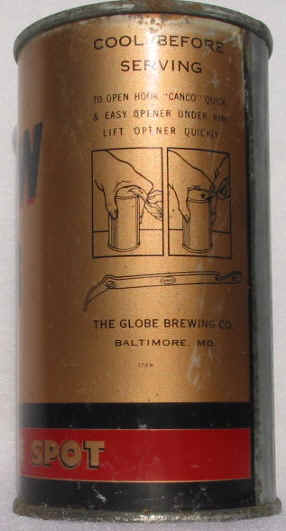 COOL BEFORE
SERVING
TO OPEN HOOK "CANCO" QUICK
& EASY OPENER UNDER RIM
LIFT OPENER QUICKLY
THE GLOBE BREWING CO.
BALTIMORE, MD.
SPOT